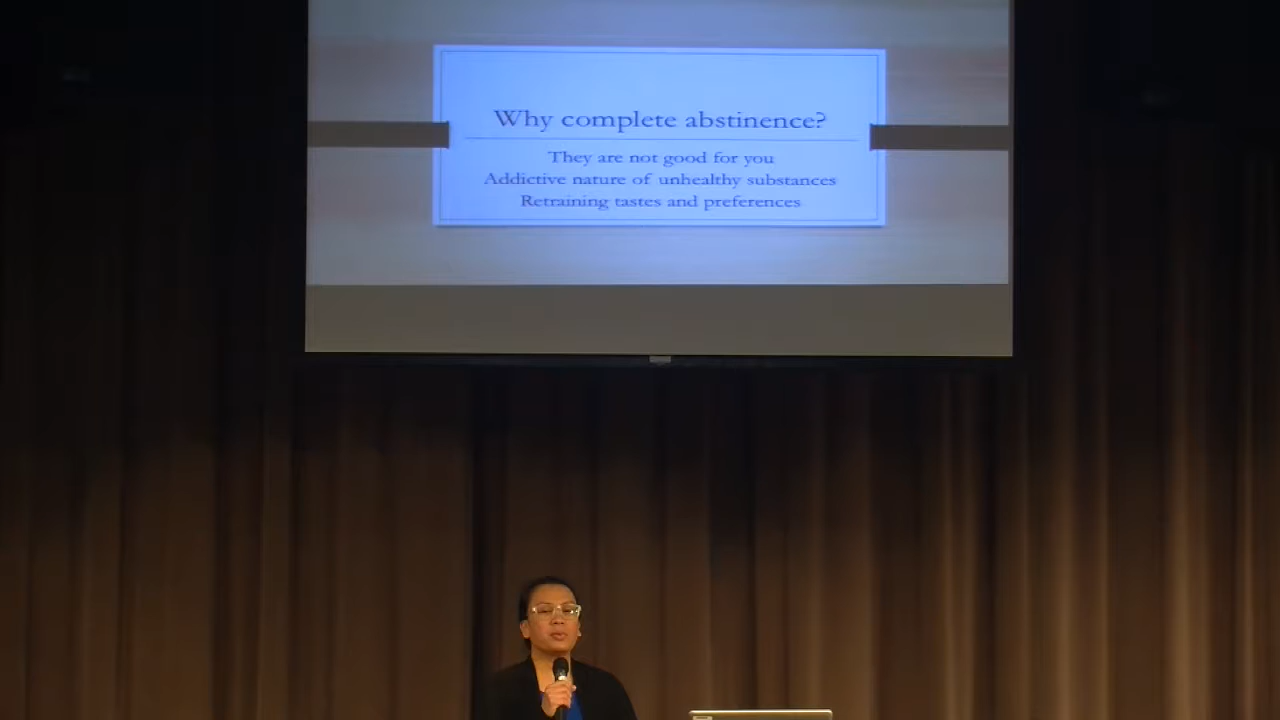 Why complete abstinence?
They are not good for you
Addictive nature of unhealthy substances
Retraining tastes and preferences